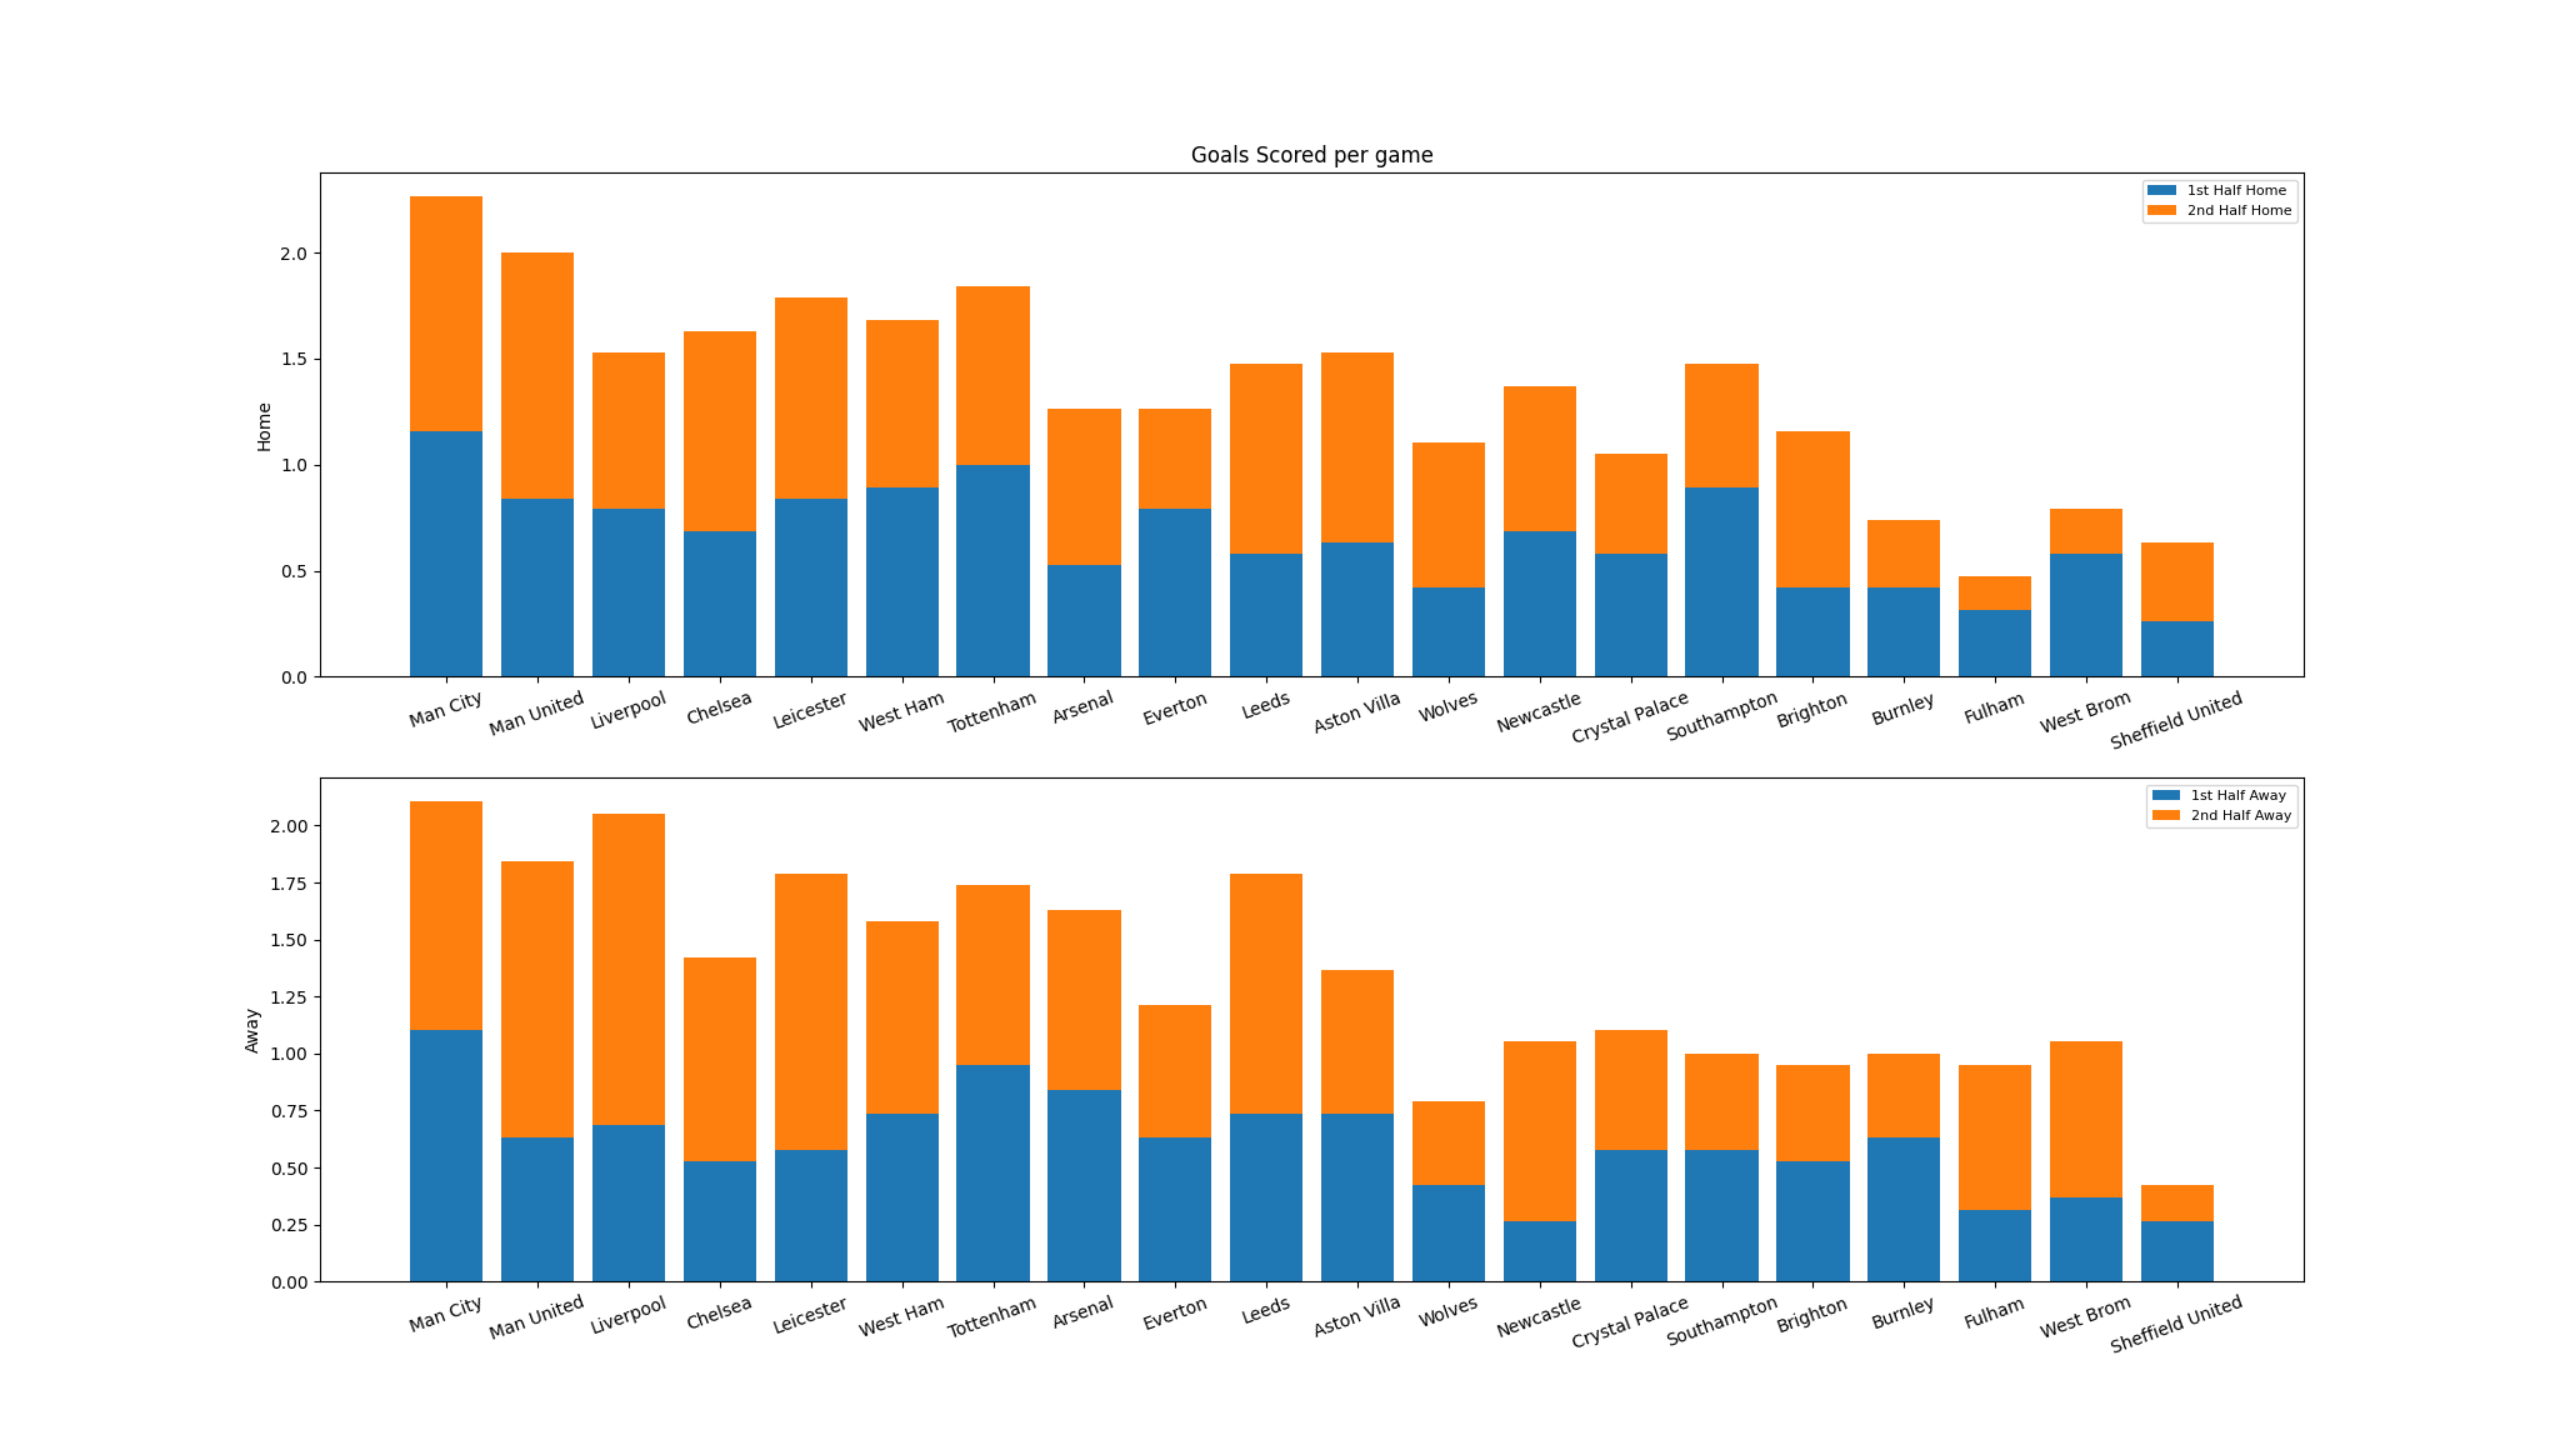 Goals Scored per game
1st Half Home
2nd Half Home
Home
2.0
1.5
1.0
0.5
0.0
Man City Man United Liverpool Chelsea Leicester West Ham Tottenham Arsenal Everton Leeds Aston Villa Wolves Newcastle Crystal Palace Southampton Brighton Burnley Fulham West Brom Sheffield United
1st Half Away
2nd Half Away
Away
2.00
1.75
1.50
1.25
1.00
0.75
0.50
0.25
0.00
Man City Man United Liverpool Chelsea Leicester West Ham Tottenham Arsenal Everton Leeds Aston Villa Wolves Newcastle Crystal Palace Southampton Brighton Burnley Fulham West Brom Sheffield United